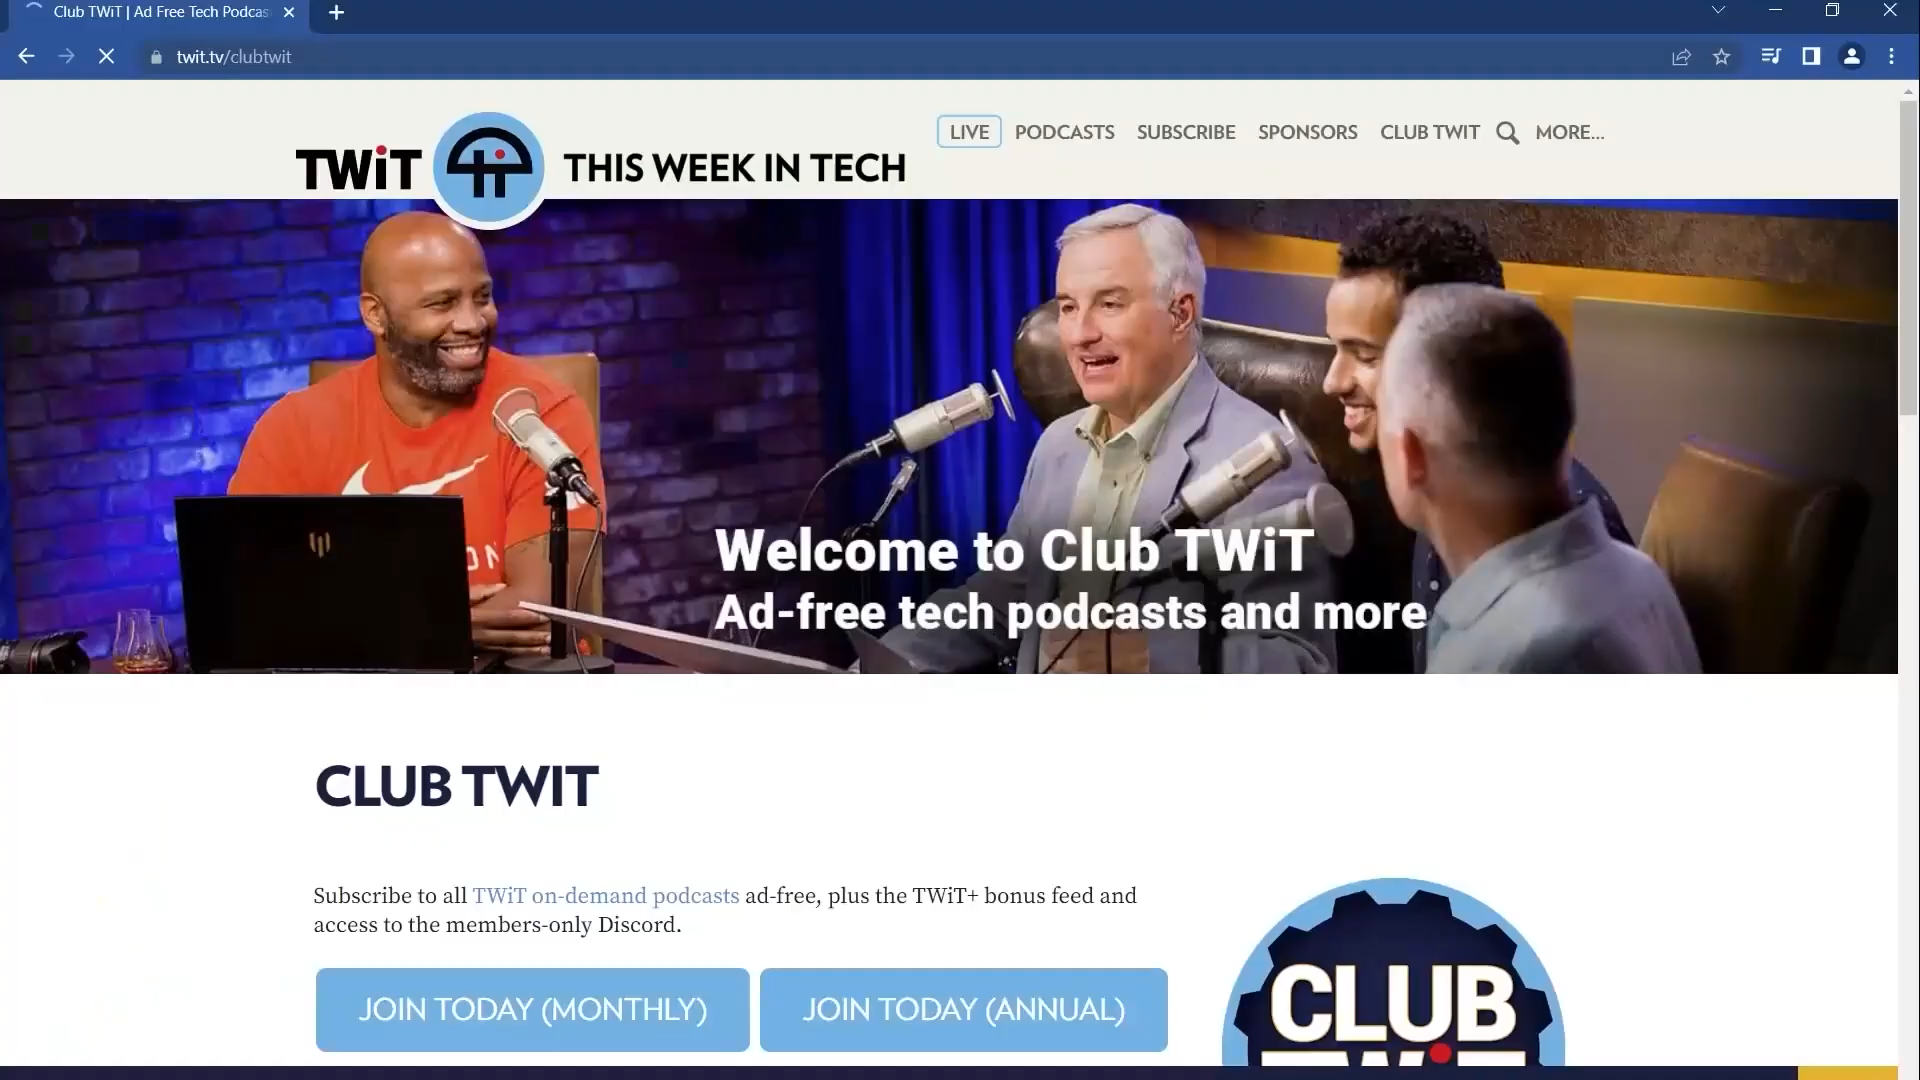 Club TWiT | Ad Free Tech Podcas
twit.tv/clubtwit
TWiT
THIS WEEK IN TECH
LIVE PODCASTS SUBSCRIBE SPONSORS CLUB TWIT MORE...
Welcome to Club TWiT
Ad-free tech podcasts and more
CLUB TWIT
Subscribe to all TWiT on-demand podcasts ad-free, plus the TWiT+ bonus feed and
access to the members-only Discord.
JOIN TODAY (MONTHLY) JOIN TODAY (ANNUAL)
CLUB
TWiT